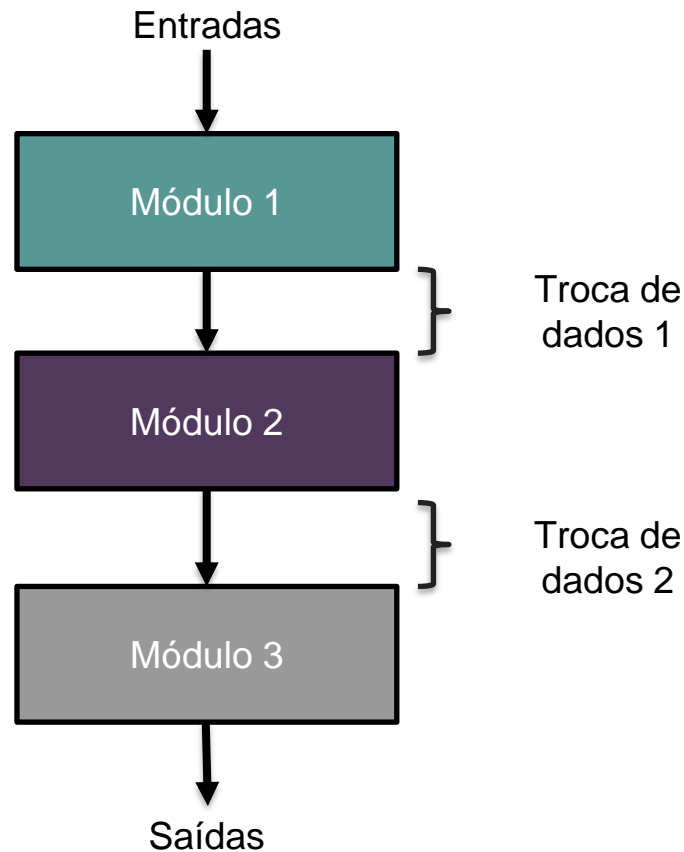 Entradas
Módulo 1
Troca de
dados 1
Módulo 2
Troca de
dados 2
Módulo 3
Saídas